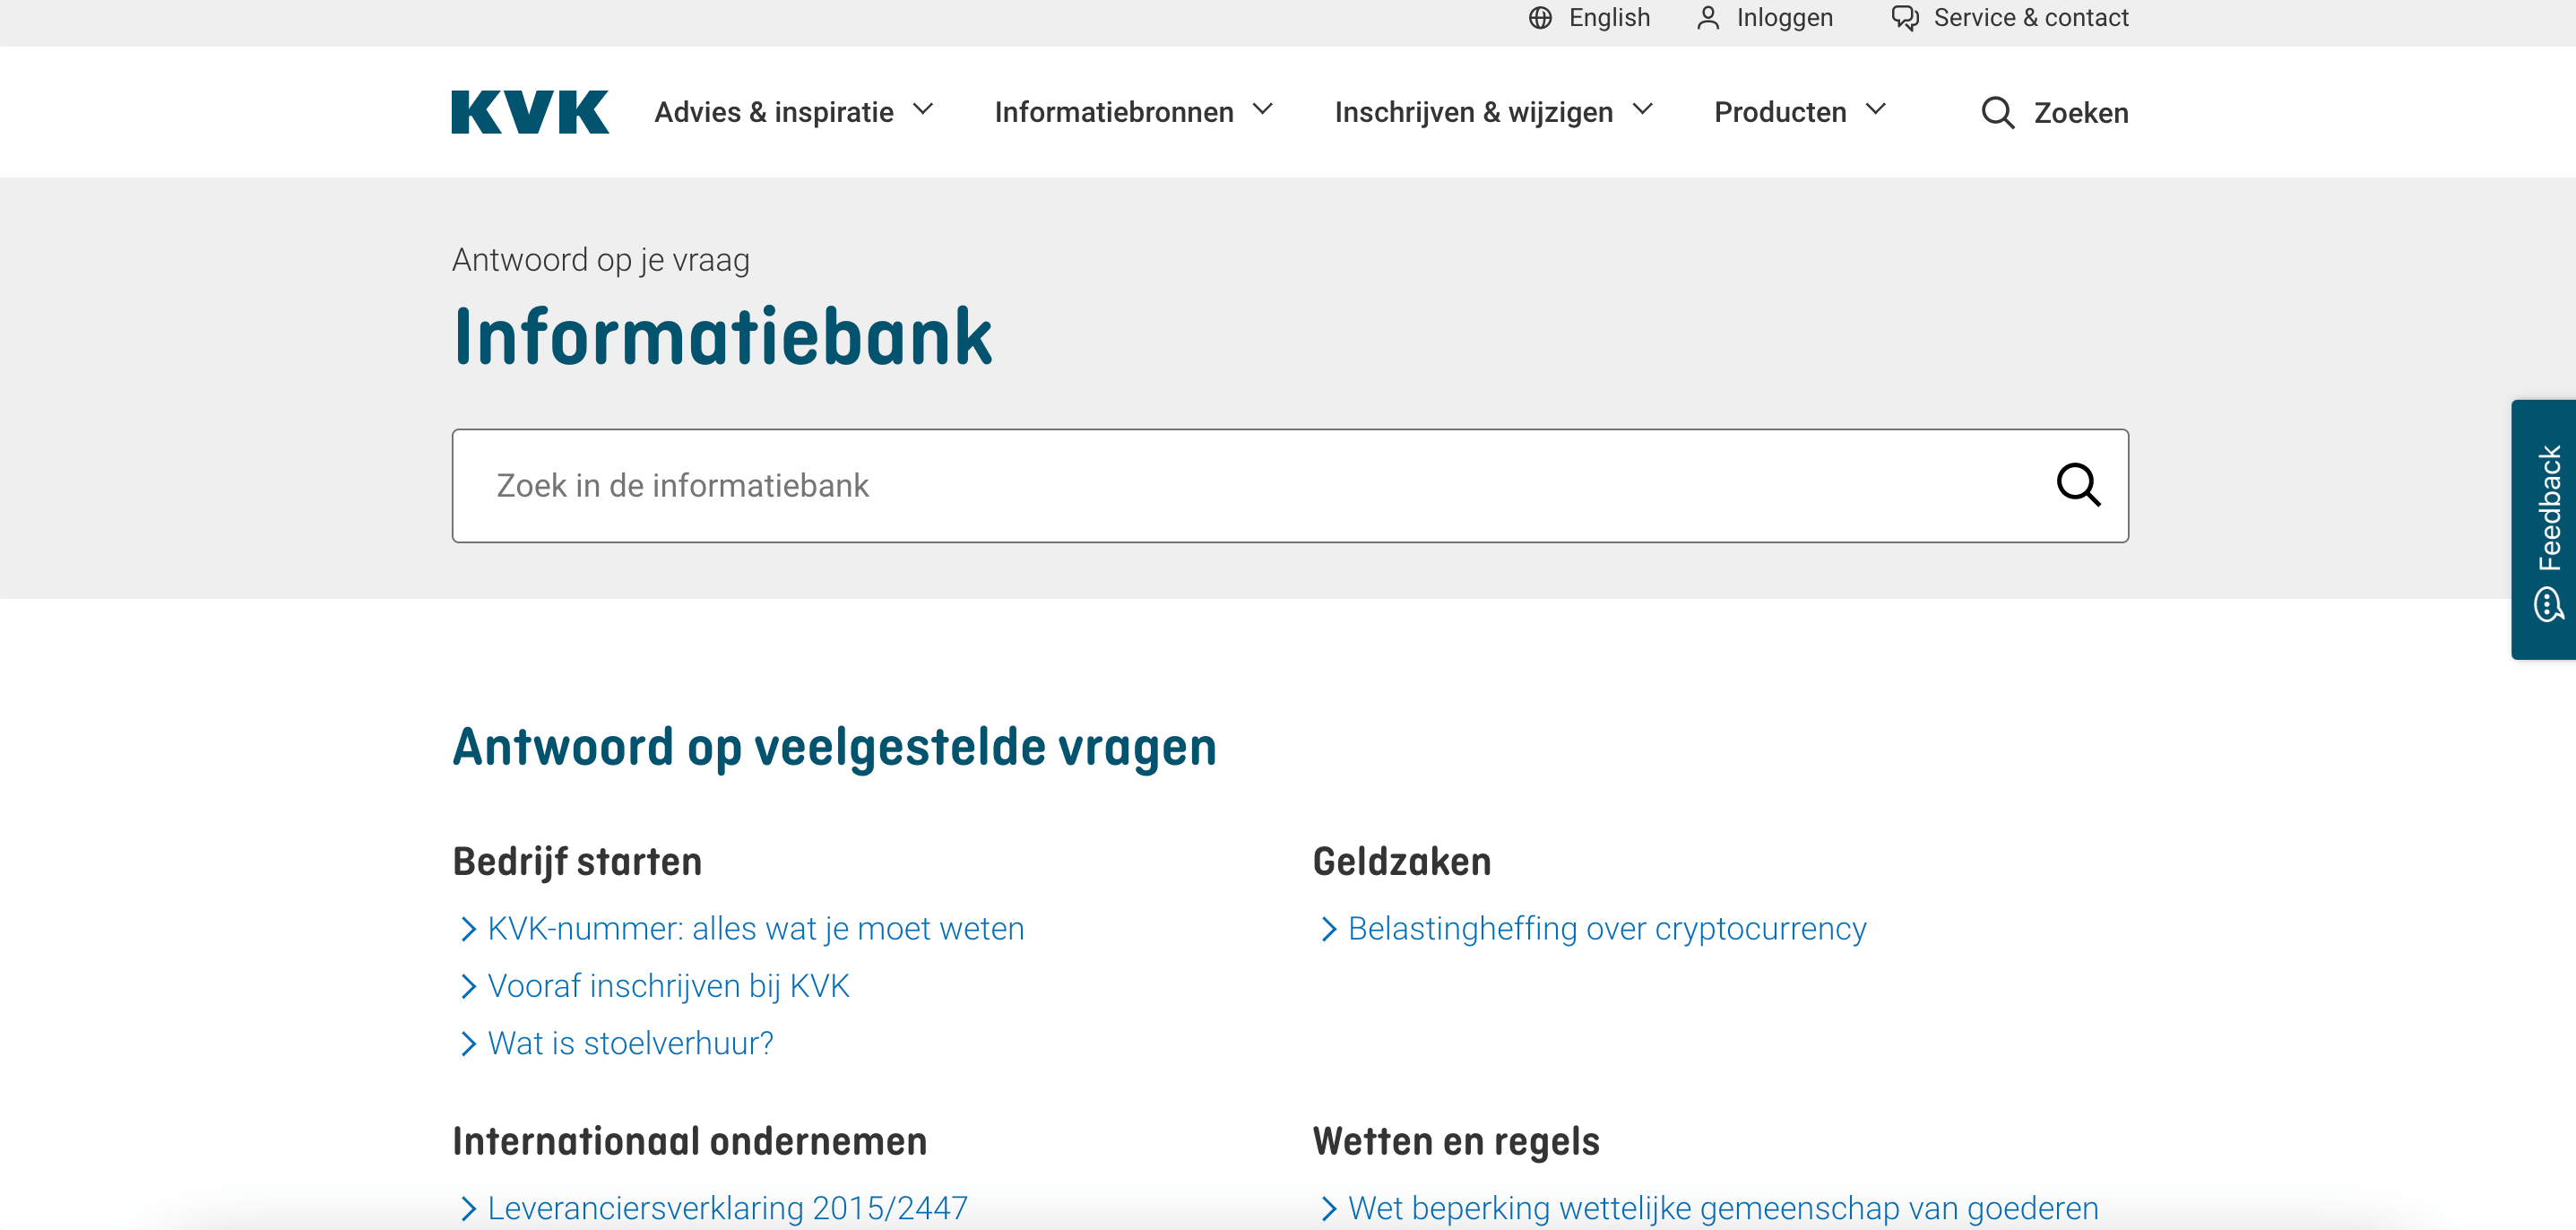 English Inloggen Service & contact
KVK Advies & inspiratie Informatiebronnen Inschrijven & wijzigen Producten Zoeken
Antwoord op je vraag
Informatiebank
Zoek in de informatiebank
Feedback
Antwoord op veelgestelde vragen
Bedrijf starten
KVK-nummer: alles wat je moet weten
Vooraf inschrijven bij KVK
Wat is stoelverhuur?
Geldzaken
Belastingheffing over cryptocurrency
Internationaal ondernemen
Leveranciersverklaring 2015/2447
Wetten en regels
Wet beperking wettelijke gemeenschap van goederen